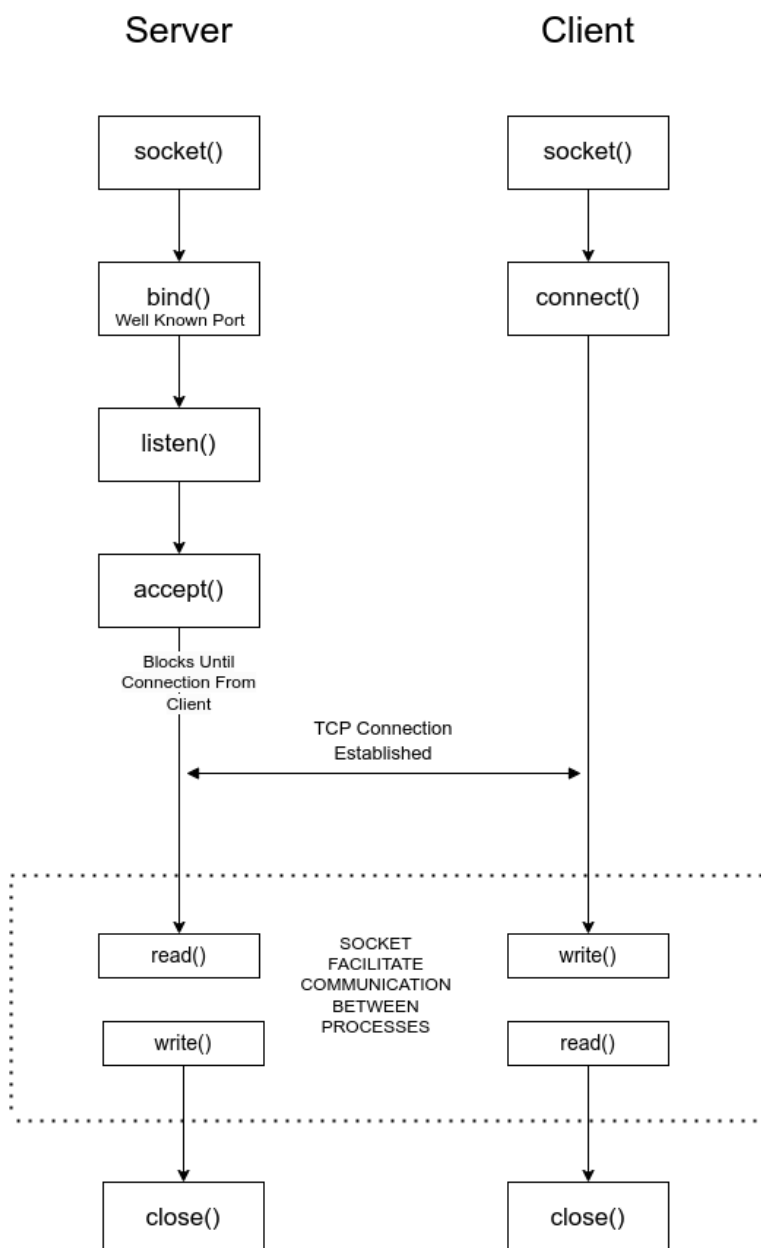 Server
Client
socket()
socket()
bind()
Well Known Port
connect()
listen()
accept()
Blocks Until
Connection From
Client
TCP Connection
Established
read()
SOCKET
FACILITATE
COMMUNICATION
BETWEEN
PROCESSES
write()
write()
read()
close()
close()